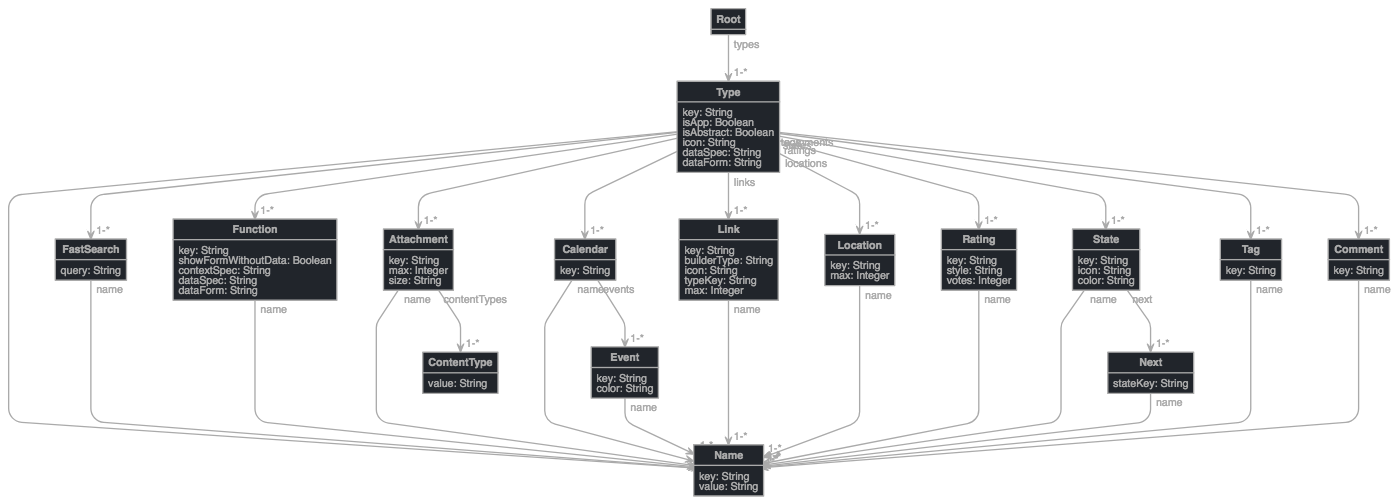 Root
types
1-*
Type
key: String
isApp: Boolean
isAbstract: Boolean
icon: String
dataSpec: String
dataForm: String
ratings
locations
links
1-*
1-*
1-*
1-*
1-*
1-*
1-*
1-*
1-*
1-*
1-*
FastSearch
query: String
name
Function
key: String
showFormWithoutData: Boolean
contextSpec: String
dataSpec: String
dataForm: String
name
Attachment
key: String
max: Integer
size: String
name
contentTypes
Calendar
key: String
name
events
Link
key: String
builderType: String
icon: String
typeKey: String
max: Integer
name
Location
key: String
max: Integer
name
Rating
key: String
style: String
votes: Integer
name
State
key: String
icon: String
color: String
name
next
Tag
key: String
name
Comment
key: String
name
1-*
ContentType
value: String
1-*
Event
key: String
color: String
name
1-*
Next
stateKey: String
name
1-*
Name
key: String
value: String